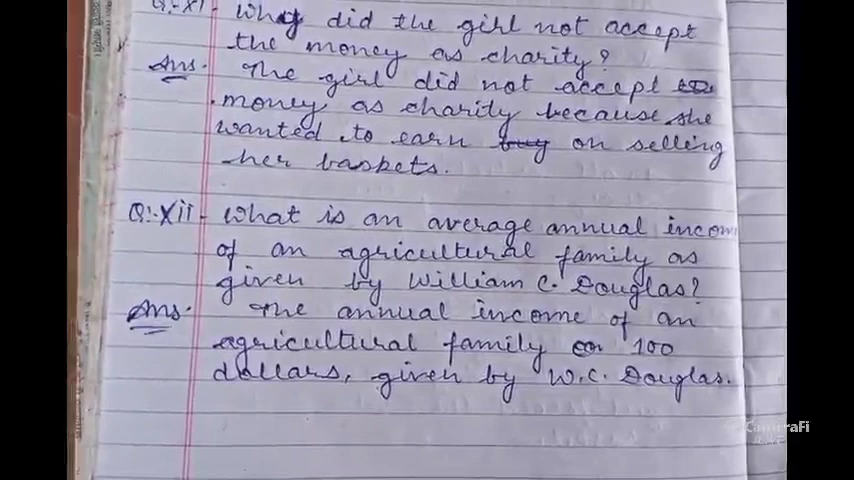 Q:-xi- Why did the girl not accept
the money as charity?
Ans. The girl did not accept
money as charity because she
wanted to earn buy on selling
her baskets.
Q:-Xii- What is an average annual incom
of an agricultural family as
given by William C. Douglas?
Ans. The annual income of an
agricultural family on 100
dollars, given by W.C. Douglas.
CameraFi